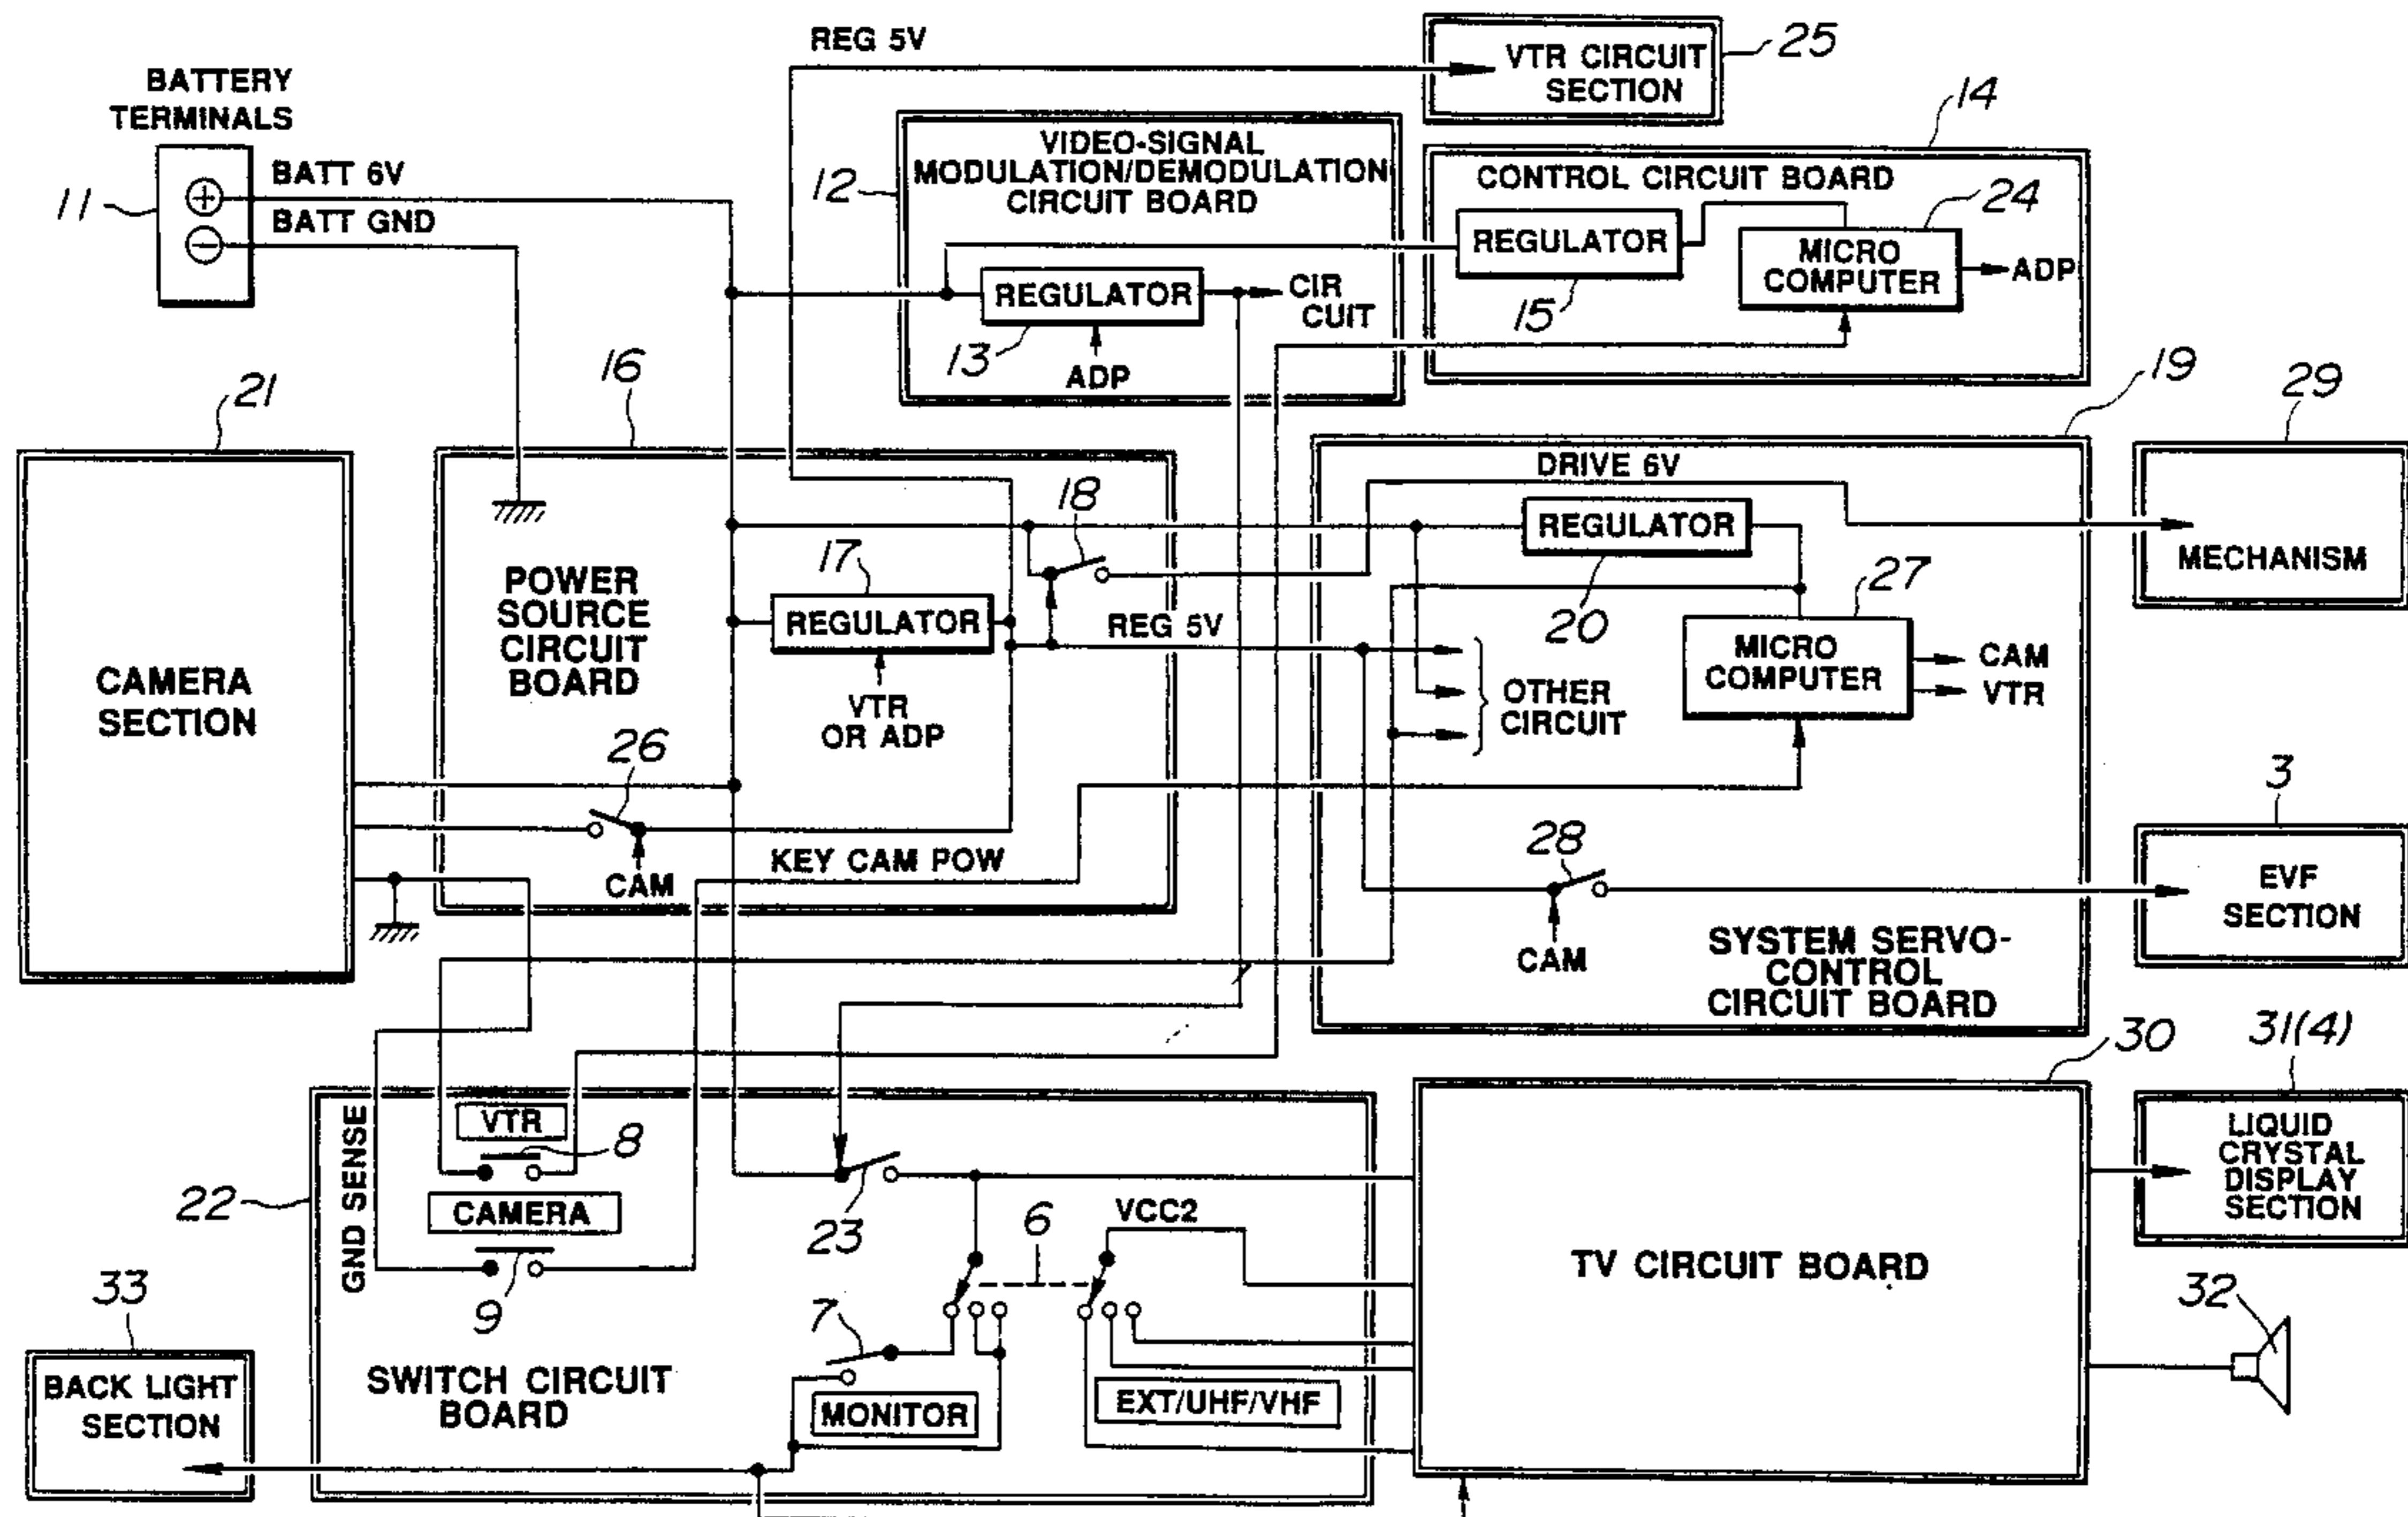 REG 5V
VTR CIRCUIT
SECTION
25
BATTERY
TERMINALS
11
BATT 6V
BATT GND
12
VIDEO-SIGNAL
MODULATION/DEMODULATION
CIRCUIT BOARD
REGULATOR
13
ADP
CIR
CUIT
14
CONTROL CIRCUIT BOARD
REGULATOR
15
24
MICRO
COMPUTER
ADP
21
CAMERA
SECTION
16
POWER
SOURCE
CIRCUIT
BOARD
17
REGULATOR
VTR
OR ADP
18
REG 5V
26
CAM
KEY CAM POW
19
DRIVE 6V
REGULATOR
20
27
MICRO
COMPUTER
CAM
VTR
OTHER
CIRCUIT
28
CAM
SYSTEM SERVO-
CONTROL
CIRCUIT BOARD
29
MECHANISM
3
EVF
SECTION
22
GND SENSE
VTR
8
CAMERA
9
23
6
VCC2
7
MONITOR
EXT/UHF/VHF
SWITCH CIRCUIT
BOARD
30
TV CIRCUIT BOARD
31(4)
LIQUID
CRYSTAL
DISPLAY
SECTION
32
33
BACK LIGHT
SECTION